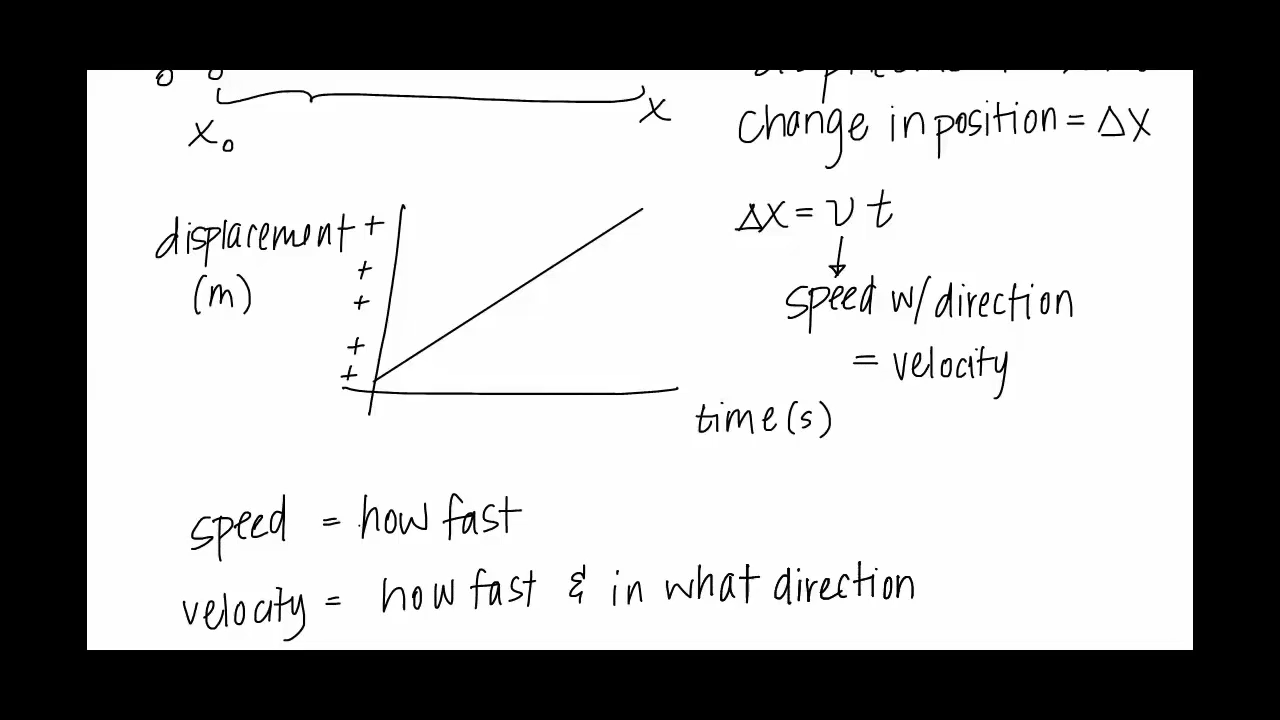 x
x₀
change in position = Δx
Δx = v t
displacement +
(m)
+
+
+
+
speed w/ direction
= velocity
time (s)
speed = how fast
velocity = how fast & in what direction